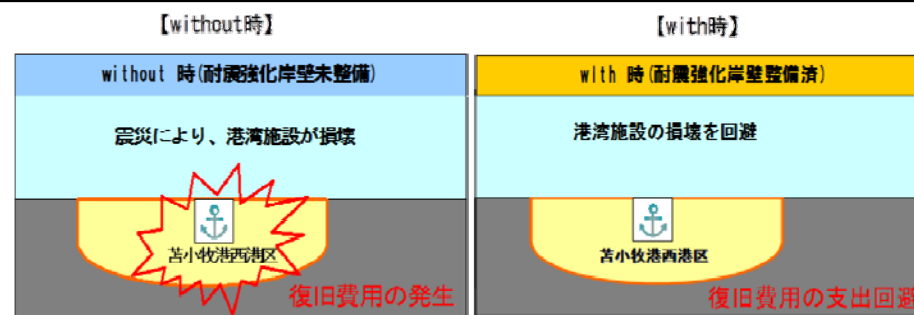 【without時】
without 時(耐震強化岸壁未整備)
震災により、港湾施設が損壊
苫小牧港西港区
復旧費用の発生
【with時】
with 時(耐震強化岸壁整備済)
港湾施設の損壊を回避
苫小牧港西港区
復旧費用の支出回避